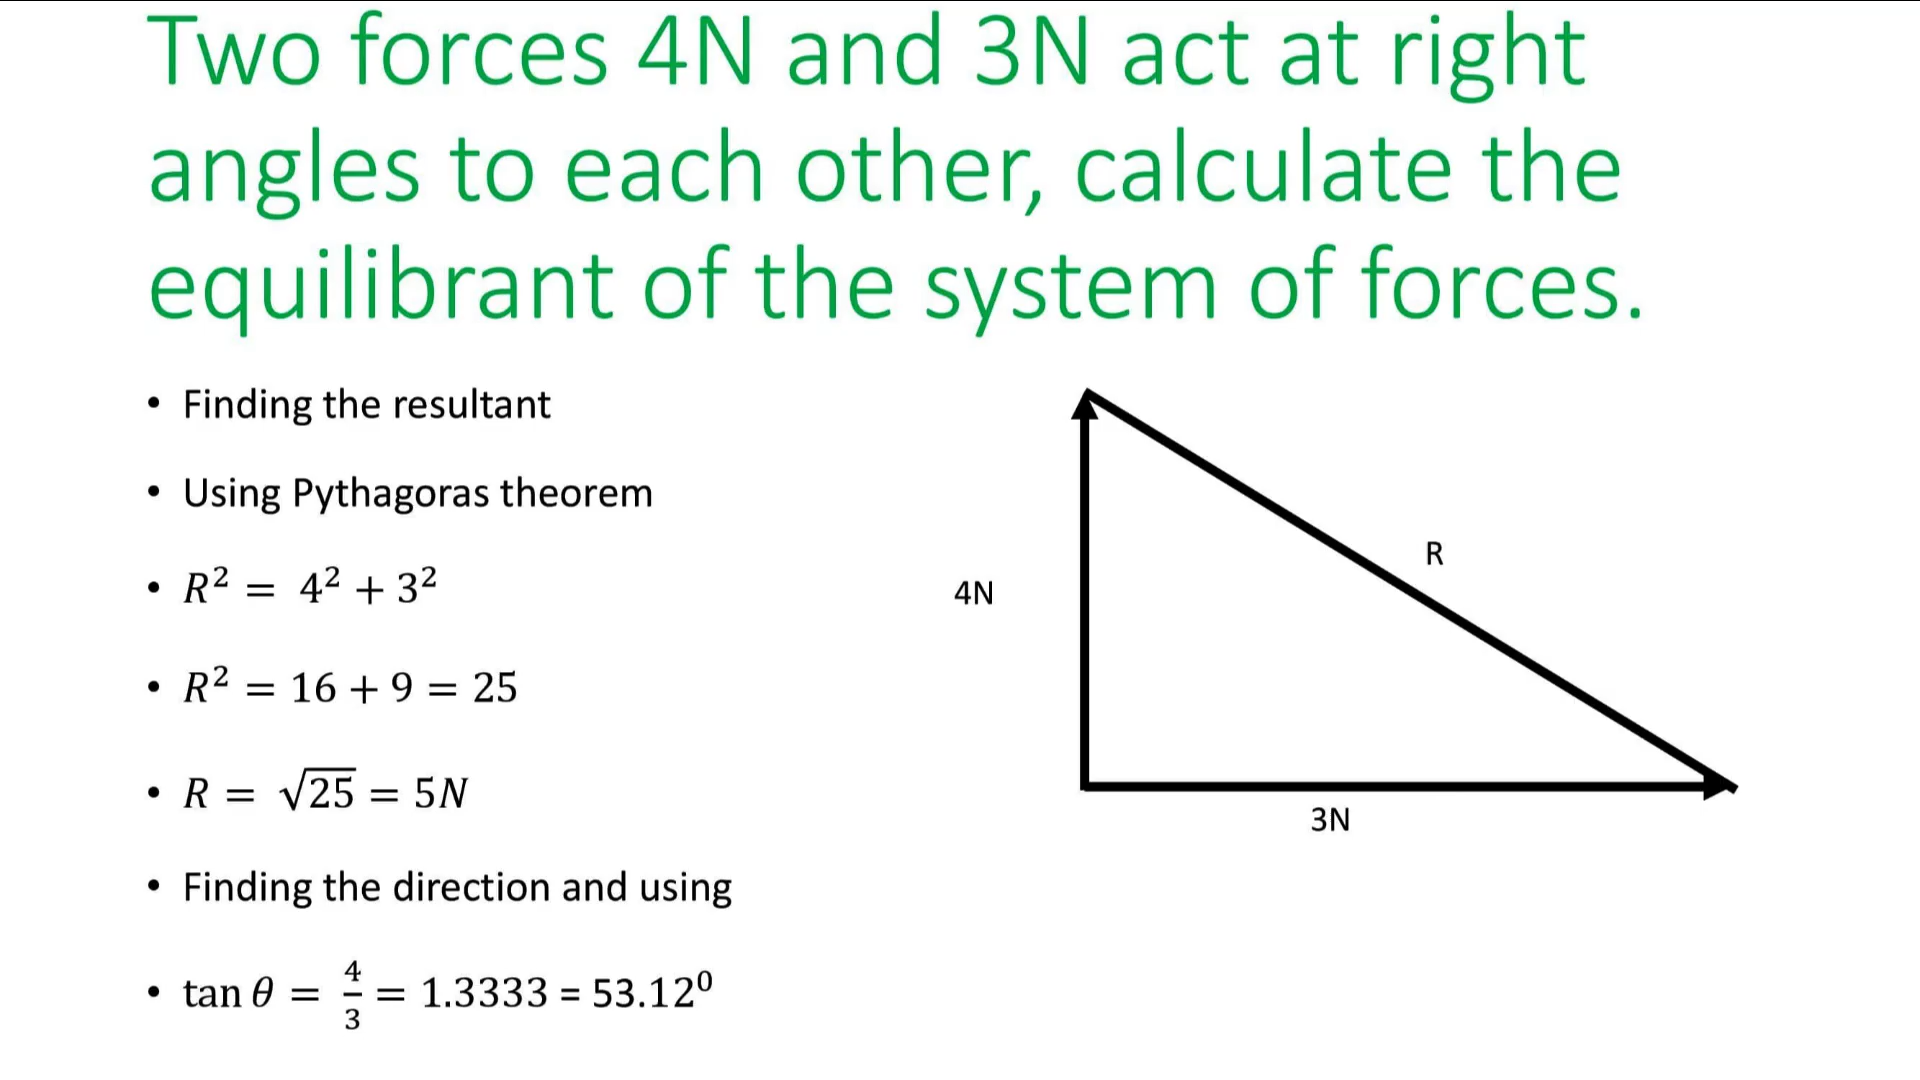 Two forces 4N and 3N act at right
angles to each other, calculate the
equilibrant of the system of forces.
• Finding the resultant
• Using Pythagoras theorem
• R² = 4² + 3²
• R² = 16 + 9 = 25
• R = √25 = 5N
• Finding the direction and using
• tan θ = 4/3 = 1.3333 = 53.12⁰
R
4N
3N